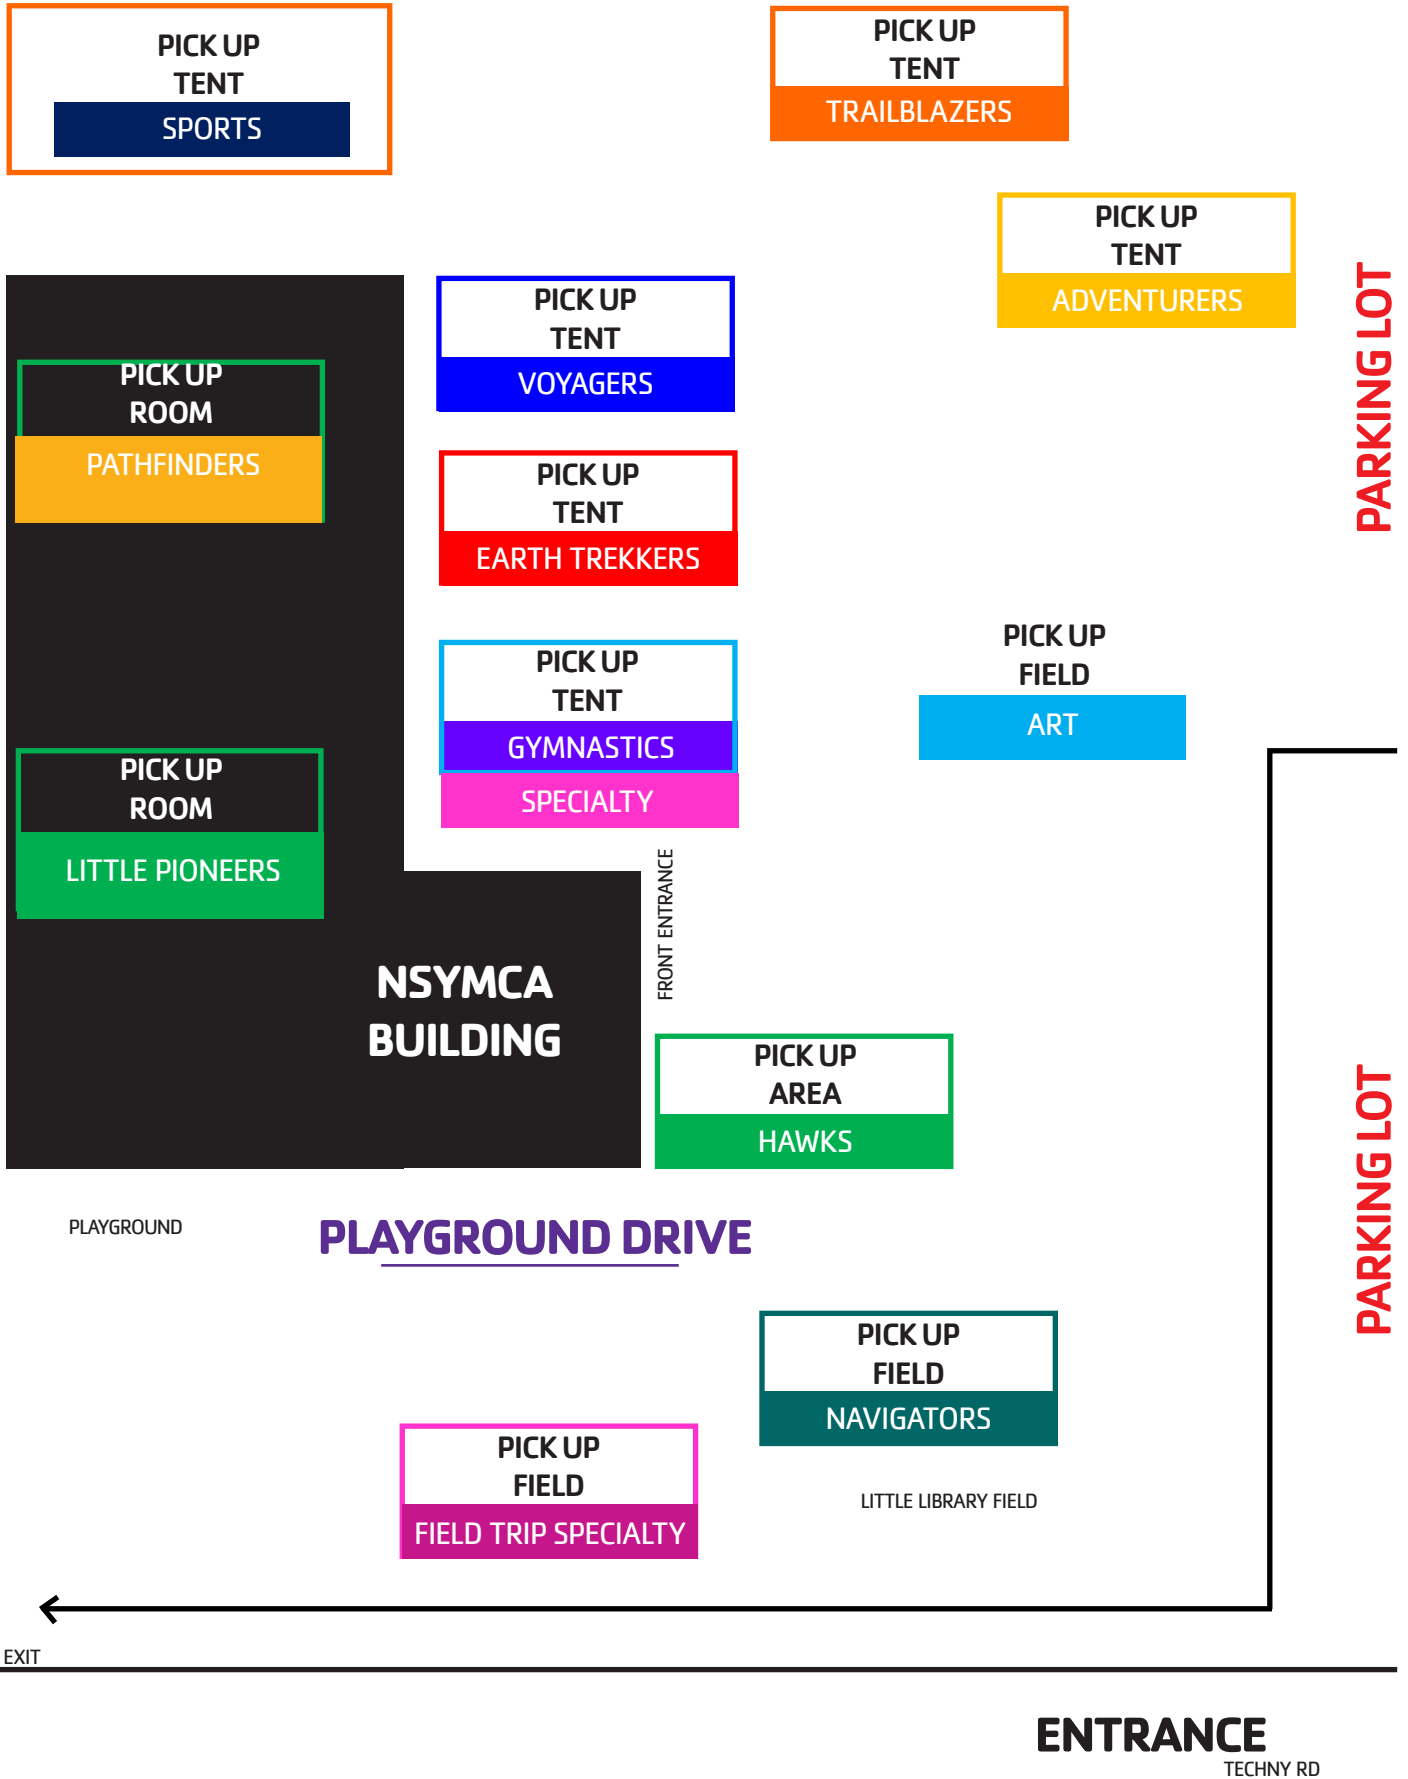 PICK UP
TENT
SPORTS
PICK UP
TENT
TRAILBLAZERS
PICK UP
TENT
ADVENTURERS
PARKING LOT
PICK UP
TENT
VOYAGERS
PICK UP
ROOM
PATHFINDERS
PICK UP
TENT
EARTH TREKKERS
PICK UP
TENT
GYMNASTICS
SPECIALTY
PICK UP
FIELD
ART
PICK UP
ROOM
LITTLE PIONEERS
FRONT ENTRANCE
NSYMCA
BUILDING
PICK UP
AREA
HAWKS
PARKING LOT
PLAYGROUND
PLAYGROUND DRIVE
PICK UP
FIELD
NAVIGATORS
PICK UP
FIELD
FIELD TRIP SPECIALTY
LITTLE LIBRARY FIELD
EXIT
ENTRANCE
TECHNY RD